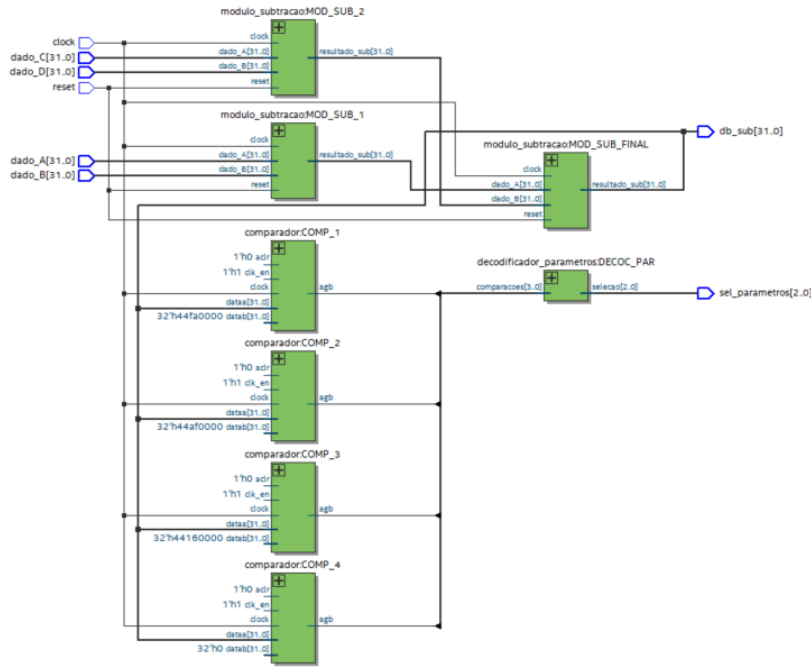 modulo_subtracao:MOD_SUB_2
clock
clock
dado_C[31..0]
dado_A[31..0]
resultado_sub[31..0]
dado_D[31..0]
dado_B[31..0]
reset
reset
modulo_subtracao:MOD_SUB_1
db_sub[31..0]
clock
modulo_subtracao:MOD_SUB_FINAL
dado_A[31..0]
dado_A[31..0]
resultado_sub[31..0]
clock
dado_B[31..0]
dado_B[31..0]
reset
dado_A[31..0]
resultado_sub[31..0]
dado_B[31..0]
reset
comparador:COMP_1
1'h0 aclr
1'h1 clk_en
clock
agb
dataa[31..0]
32'h44fa0000 datab[31..0]
decodificador_parametros:DECOC_PAR
comparacoes[3..0]
selecao[2..0]
sel_parametros[2..0]
comparador:COMP_2
1'h0 aclr
1'h1 clk_en
clock
agb
dataa[31..0]
32'h44af0000 datab[31..0]
comparador:COMP_3
1'h0 aclr
1'h1 clk_en
clock
agb
dataa[31..0]
32'h44160000 datab[31..0]
comparador:COMP_4
1'h0 aclr
1'h1 clk_en
clock
agb
dataa[31..0]
32'h0 datab[31..0]